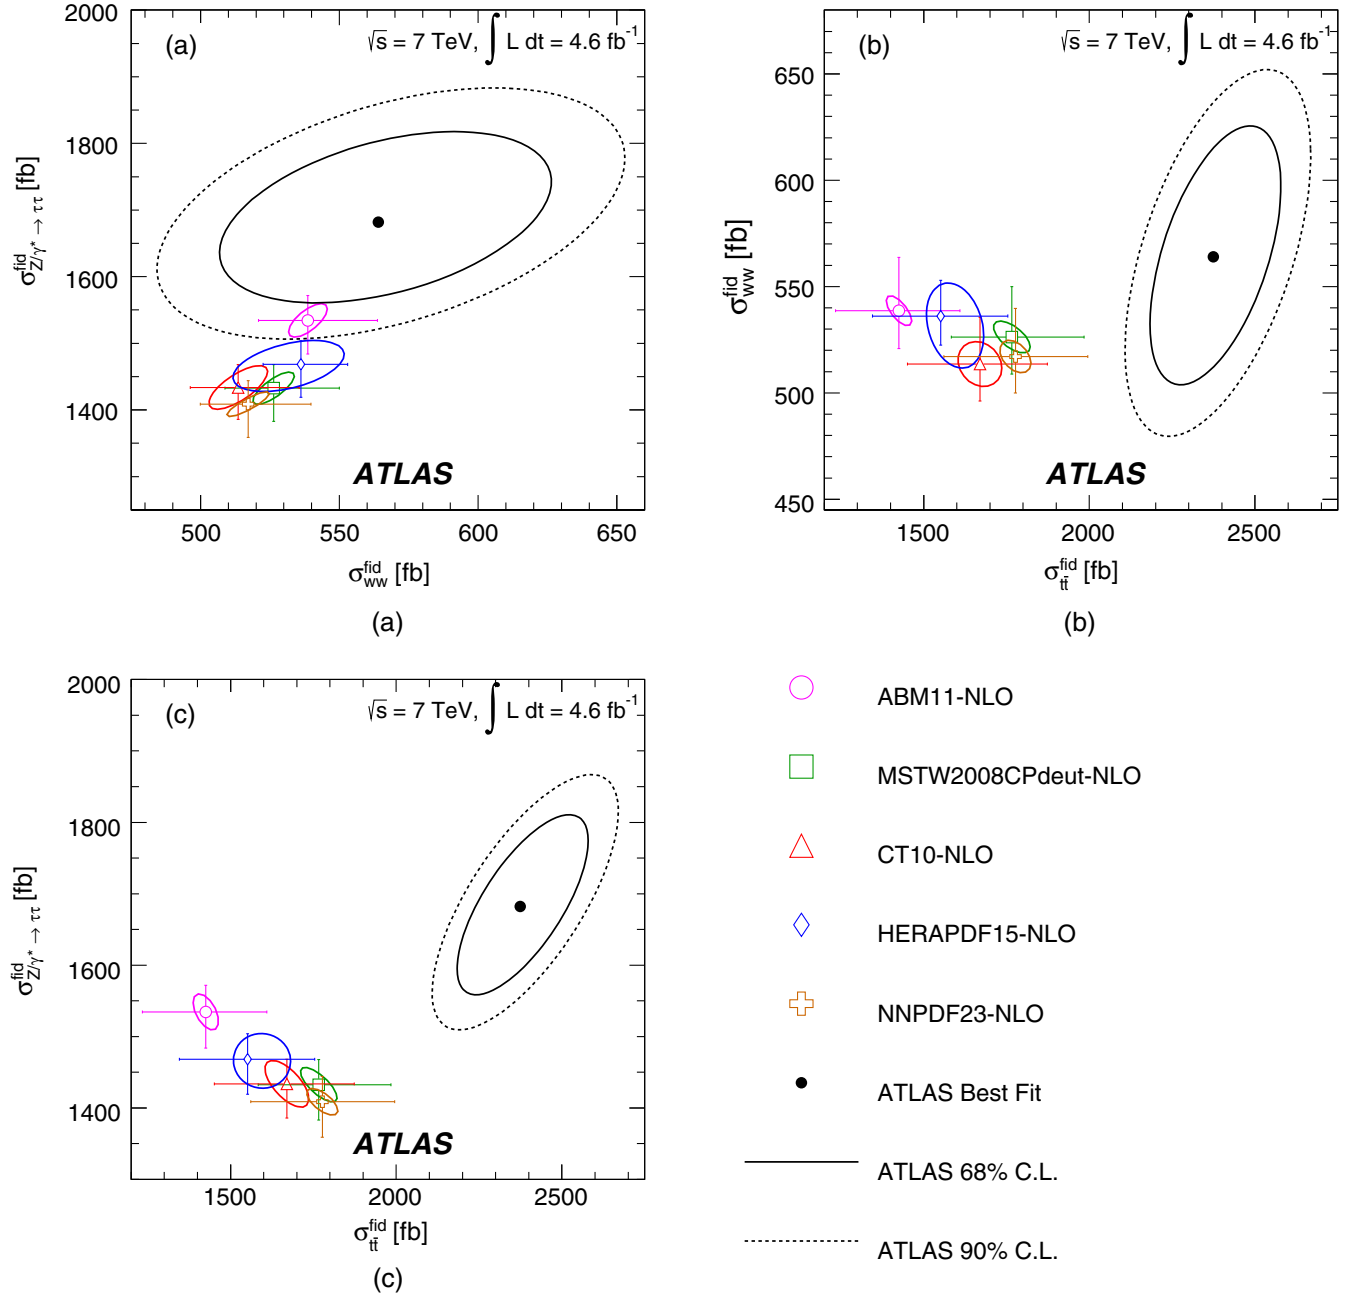 (a)
√s = 7 TeV, ∫ L dt = 4.6 fb⁻¹
2000
1800
1600
1400
σ^fid_Z/γ* → ττ [fb]
ATLAS
500 550 600 650
σ^fid_WW [fb]
(a)
(b)
√s = 7 TeV, ∫ L dt = 4.6 fb⁻¹
650
600
550
500
450
σ^fid_WW [fb]
ATLAS
1500 2000 2500
σ^fid_tt̄ [fb]
(b)
(c)
√s = 7 TeV, ∫ L dt = 4.6 fb⁻¹
2000
1800
1600
1400
σ^fid_Z/γ* → ττ [fb]
ATLAS
1500 2000 2500
σ^fid_tt̄ [fb]
(c)
ABM11-NLO
MSTW2008CPdeut-NLO
CT10-NLO
HERAPDF15-NLO
NNPDF23-NLO
ATLAS Best Fit
ATLAS 68% C.L.
ATLAS 90% C.L.